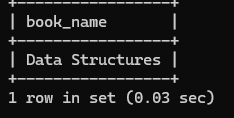 +-----------------+
| book_name       |
+-----------------+
| Data Structures |
+-----------------+
1 row in set (0.03 sec)